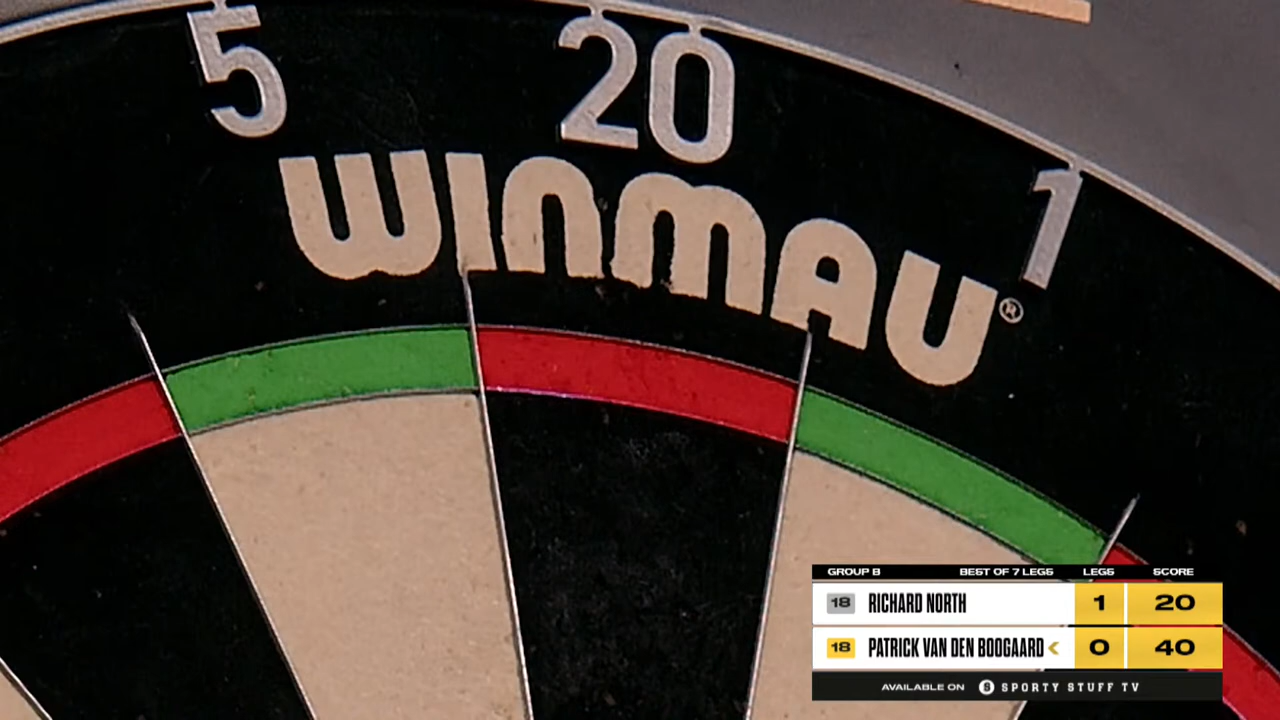 5 20 1
WINMAU®
GROUP B BEST OF 7 LEGS LEGS SCORE
18 RICHARD NORTH 1 20
18 PATRICK VAN DEN BOOGAARD 0 40
AVAILABLE ON S SPORTY STUFF TV